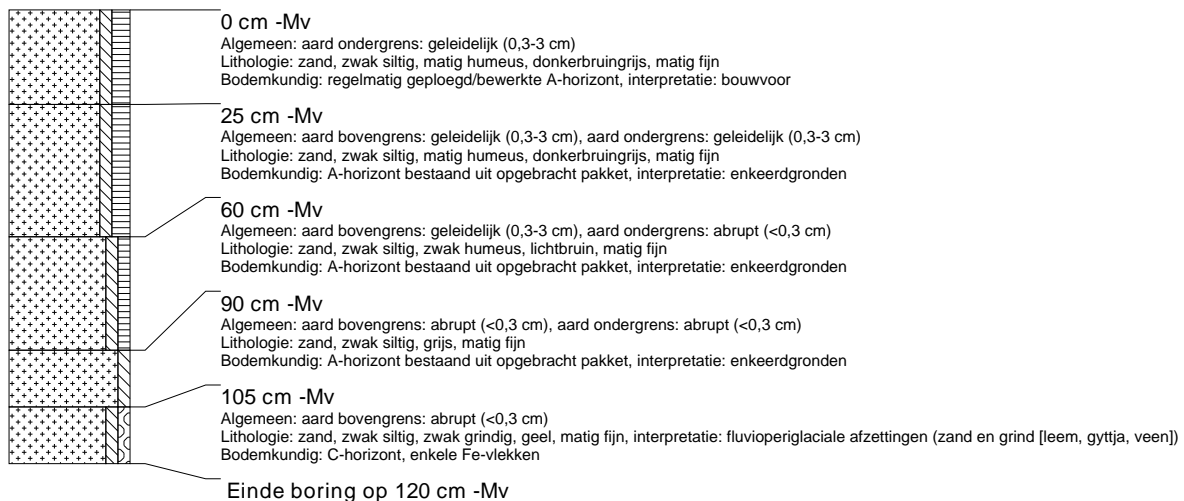 0 cm -Mv
Algemeen: aard ondergrens: geleidelijk (0,3-3 cm)
Lithologie: zand, zwak siltig, matig humeus, donkerbruingrijs, matig fijn
Bodemkundig: regelmatig geploegd/bewerkte A-horizont, interpretatie: bouwvoor
25 cm -Mv
Algemeen: aard bovengrens: geleidelijk (0,3-3 cm), aard ondergrens: geleidelijk (0,3-3 cm)
Lithologie: zand, zwak siltig, matig humeus, donkerbruingrijs, matig fijn
Bodemkundig: A-horizont bestaand uit opgebracht pakket, interpretatie: enkeerdgronden
60 cm -Mv
Algemeen: aard bovengrens: geleidelijk (0,3-3 cm), aard ondergrens: abrupt (<0,3 cm)
Lithologie: zand, zwak siltig, zwak humeus, lichtbruin, matig fijn
Bodemkundig: A-horizont bestaand uit opgebracht pakket, interpretatie: enkeerdgronden
90 cm -Mv
Algemeen: aard bovengrens: abrupt (<0,3 cm), aard ondergrens: abrupt (<0,3 cm)
Lithologie: zand, zwak siltig, grijs, matig fijn
Bodemkundig: A-horizont bestaand uit opgebracht pakket, interpretatie: enkeerdgronden
105 cm -Mv
Algemeen: aard bovengrens: abrupt (<0,3 cm)
Lithologie: zand, zwak siltig, zwak grindig, geel, matig fijn, interpretatie: fluvioperiglaciale afzettingen (zand en grind [leem, gyttja, veen])
Bodemkundig: C-horizont, enkele Fe-vlekken
Einde boring op 120 cm -Mv